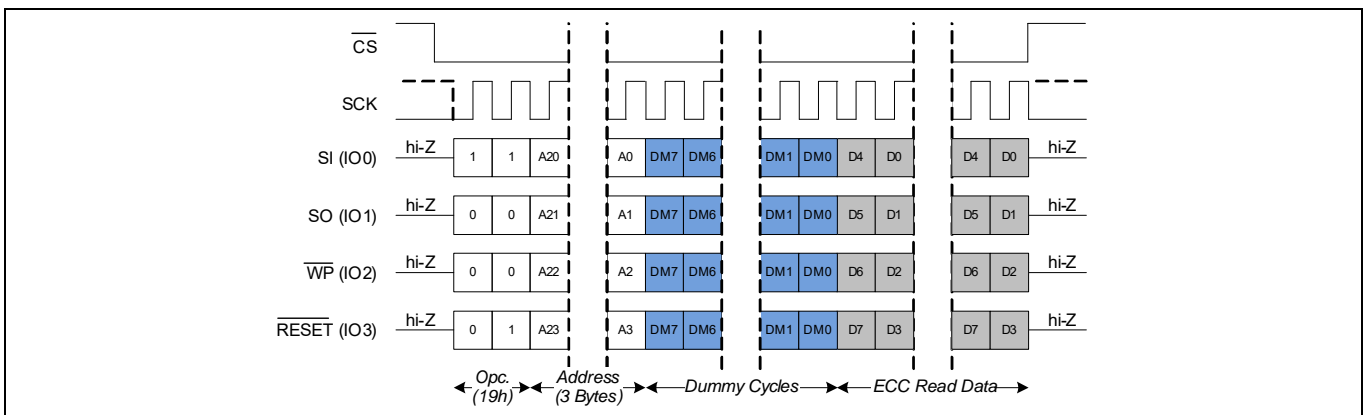 CS
SCK
SI (IO0) hi-Z 1 1 A20 A0 DM7 DM6 DM1 DM0 D4 D0 D4 D0 hi-Z
SO (IO1) hi-Z 0 0 A21 A1 DM7 DM6 DM1 DM0 D5 D1 D5 D1 hi-Z
WP (IO2) hi-Z 0 0 A22 A2 DM7 DM6 DM1 DM0 D6 D2 D6 D2 hi-Z
RESET (IO3) hi-Z 0 1 A23 A3 DM7 DM6 DM1 DM0 D7 D3 D7 D3 hi-Z
Opc. Address Dummy Cycles ECC Read Data
(19h) (3 Bytes)